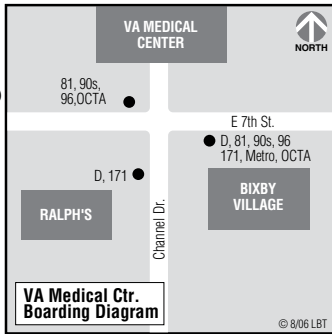 VA MEDICAL
CENTER
NORTH
81, 90s,
96,OCTA
E 7th St.
D, 81, 90s, 96
171, Metro, OCTA
D, 171
BIXBY
VILLAGE
RALPH'S
Channel Dr.
VA Medical Ctr.
Boarding Diagram
© 8/06 LBT